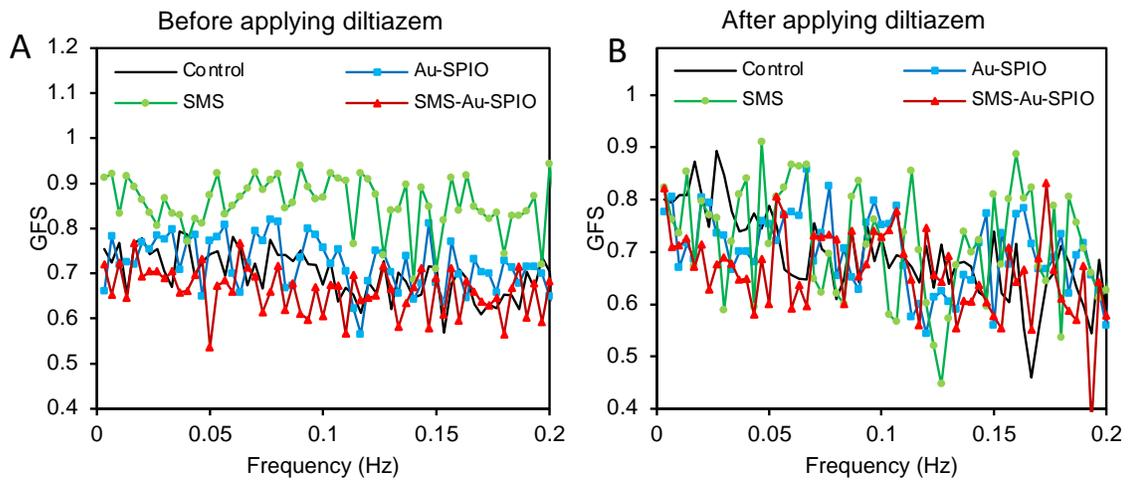 Before applying diltiazem
After applying diltiazem
A
B
Control
Au-SPIO
SMS
SMS-Au-SPIO
GFS
1.2
1.1
1
0.9
0.8
0.7
0.6
0.5
0.4
0
0.05
0.1
0.15
0.2
Frequency (Hz)
Control
Au-SPIO
SMS
SMS-Au-SPIO
GFS
1
0.9
0.8
0.7
0.6
0.5
0.4
0
0.05
0.1
0.15
0.2
Frequency (Hz)